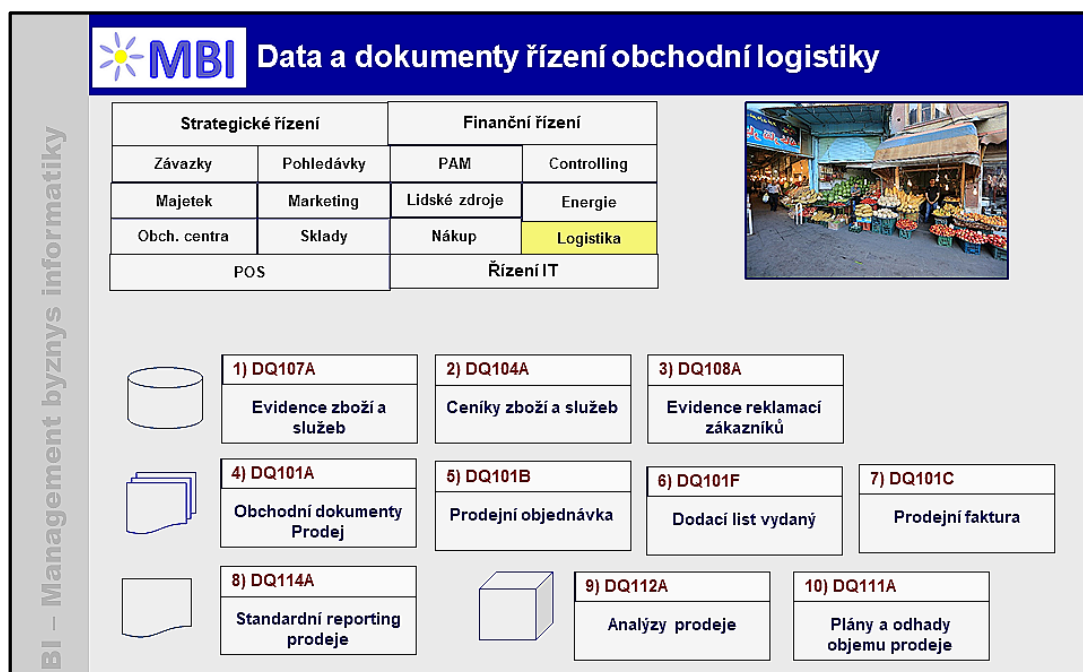 MBI
Data a dokumenty řízení obchodní logistiky
BI – Management byznys informatiky
Strategické řízení
Finanční řízení
Závazky
Pohledávky
PAM
Controlling
Majetek
Marketing
Lidské zdroje
Energie
Obch. centra
Sklady
Nákup
Logistika
POS
Řízení IT
1) DQ107A
Evidence zboží a
služeb
2) DQ104A
Ceníky zboží a služeb
3) DQ108A
Evidence reklamací
zákazníků
4) DQ101A
Obchodní dokumenty
Prodej
5) DQ101B
Prodejní objednávka
6) DQ101F
Dodací list vydaný
7) DQ101C
Prodejní faktura
8) DQ114A
Standardní reporting
prodeje
9) DQ112A
Analýzy prodeje
10) DQ111A
Plány a odhady
objemu prodeje